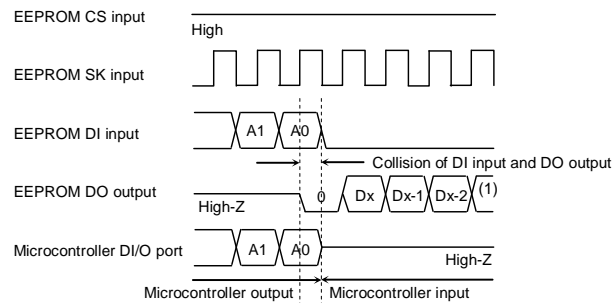 EEPROM CS input
High
EEPROM SK input
EEPROM DI input
A1 A0
Collision of DI input and DO output
EEPROM DO output
High-Z
0 Dx Dx-1 Dx-2 (1)
Microcontroller DI/O port
A1 A0
High-Z
Microcontroller output Microcontroller input